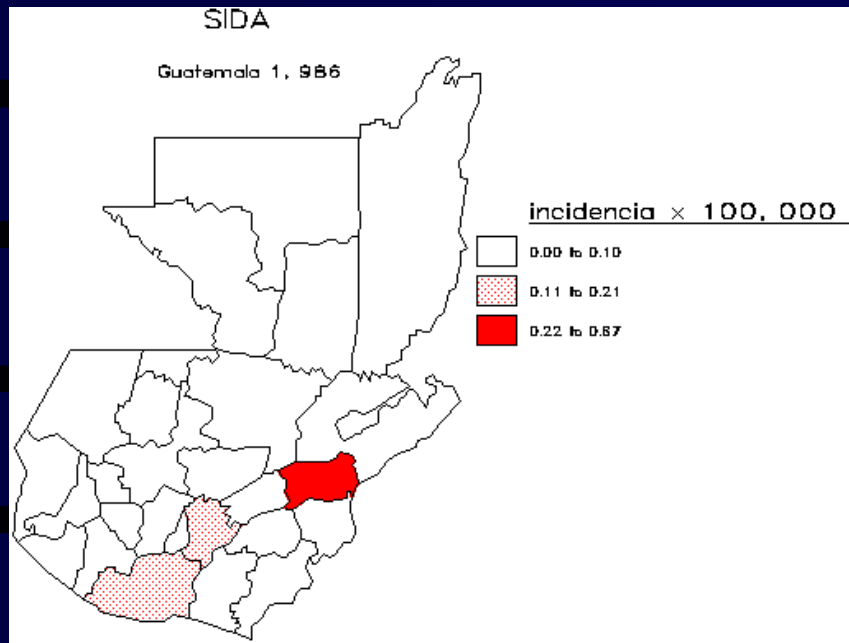 SIDA
Guatemala 1, 986
incidencia × 100, 000
0.00 to 0.10
0.11 to 0.21
0.22 to 0.67